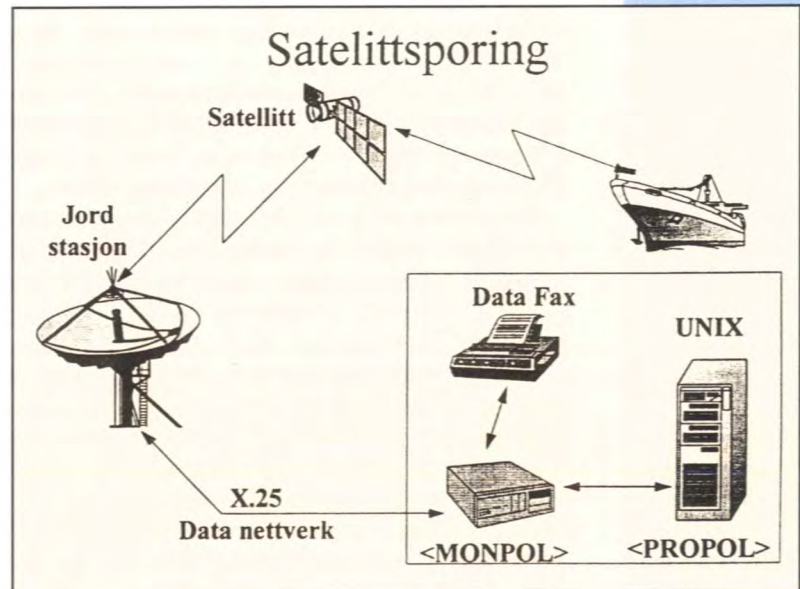 Satelittsporing
Satellitt
Jord
stasjon
Data Fax
UNIX
X.25
Data nettverk
<MONPOL>
<PROPOL>